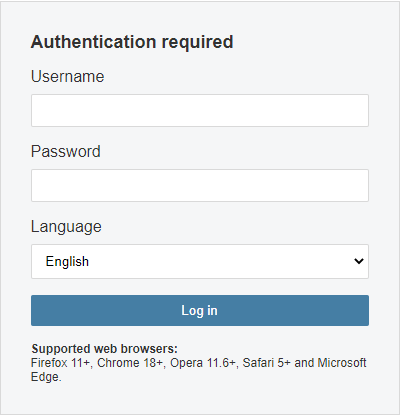 Authentication required
Username
Password
Language
English
Log in
Supported web browsers:
Firefox 11+, Chrome 18+, Opera 11.6+, Safari 5+ and Microsoft
Edge.